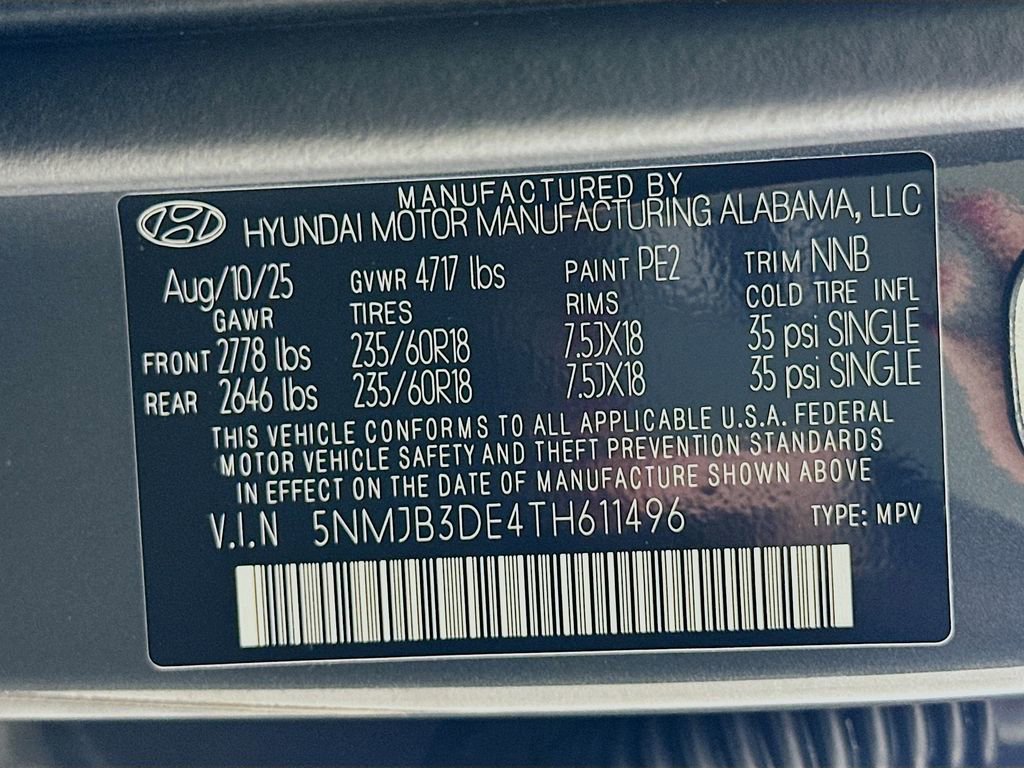 MANUFACTURED BY
HYUNDAI MOTOR MANUFACTURING ALABAMA, LLC
Aug/10/25 GVWR 4717 lbs PAINT PE2 TRIM NNB
GAWR TIRES RIMS COLD TIRE INFL
FRONT 2778 lbs 235/60R18 7.5JX18 35 psi SINGLE
REAR 2646 lbs 235/60R18 7.5JX18 35 psi SINGLE
THIS VEHICLE CONFORMS TO ALL APPLICABLE U.S.A. FEDERAL
MOTOR VEHICLE SAFETY AND THEFT PREVENTION STANDARDS
IN EFFECT ON THE DATE OF MANUFACTURE SHOWN ABOVE
V.I.N 5NMJB3DE4TH611496 TYPE: MPV